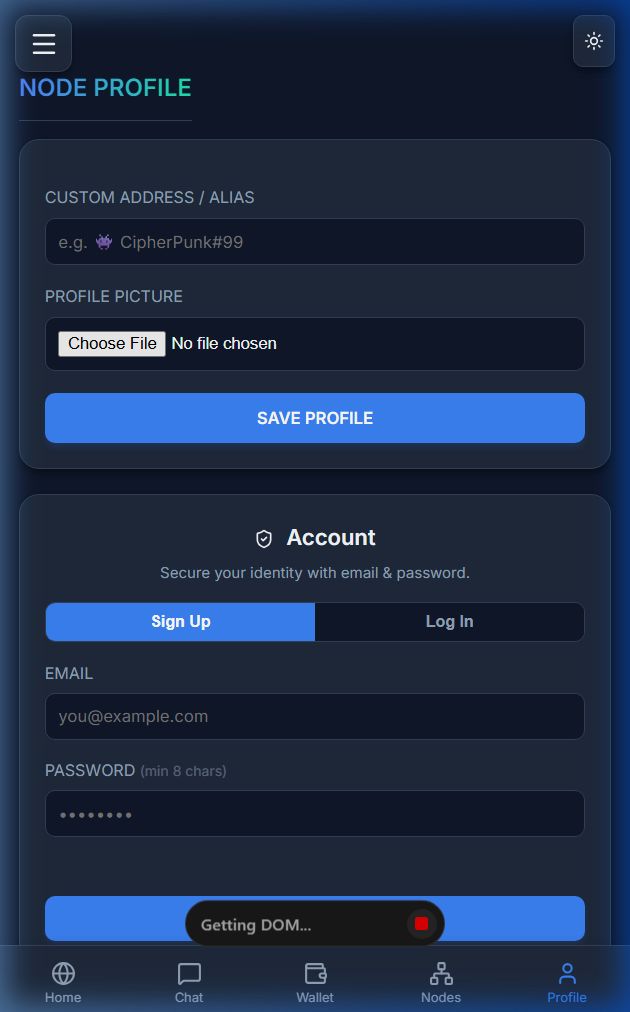 NODE PROFILE
CUSTOM ADDRESS / ALIAS
e.g. 👾 CipherPunk#99
PROFILE PICTURE
Choose File No file chosen
SAVE PROFILE
Account
Secure your identity with email & password.
Sign Up Log In
EMAIL
you@example.com
PASSWORD (min 8 chars)
••••••••
Getting DOM...
Home Chat Wallet Nodes Profile